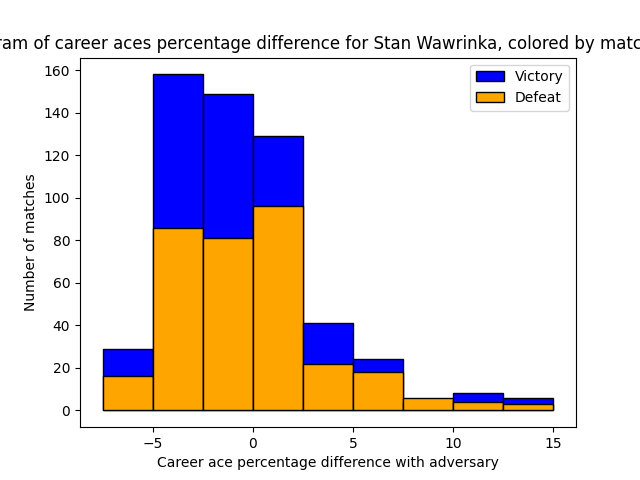 ram of career aces percentage difference for Stan Wawrinka, colored by matc
Victory
Defeat
Number of matches
160
140
120
100
80
60
40
20
0
−5
0
5
10
15
Career ace percentage difference with adversary